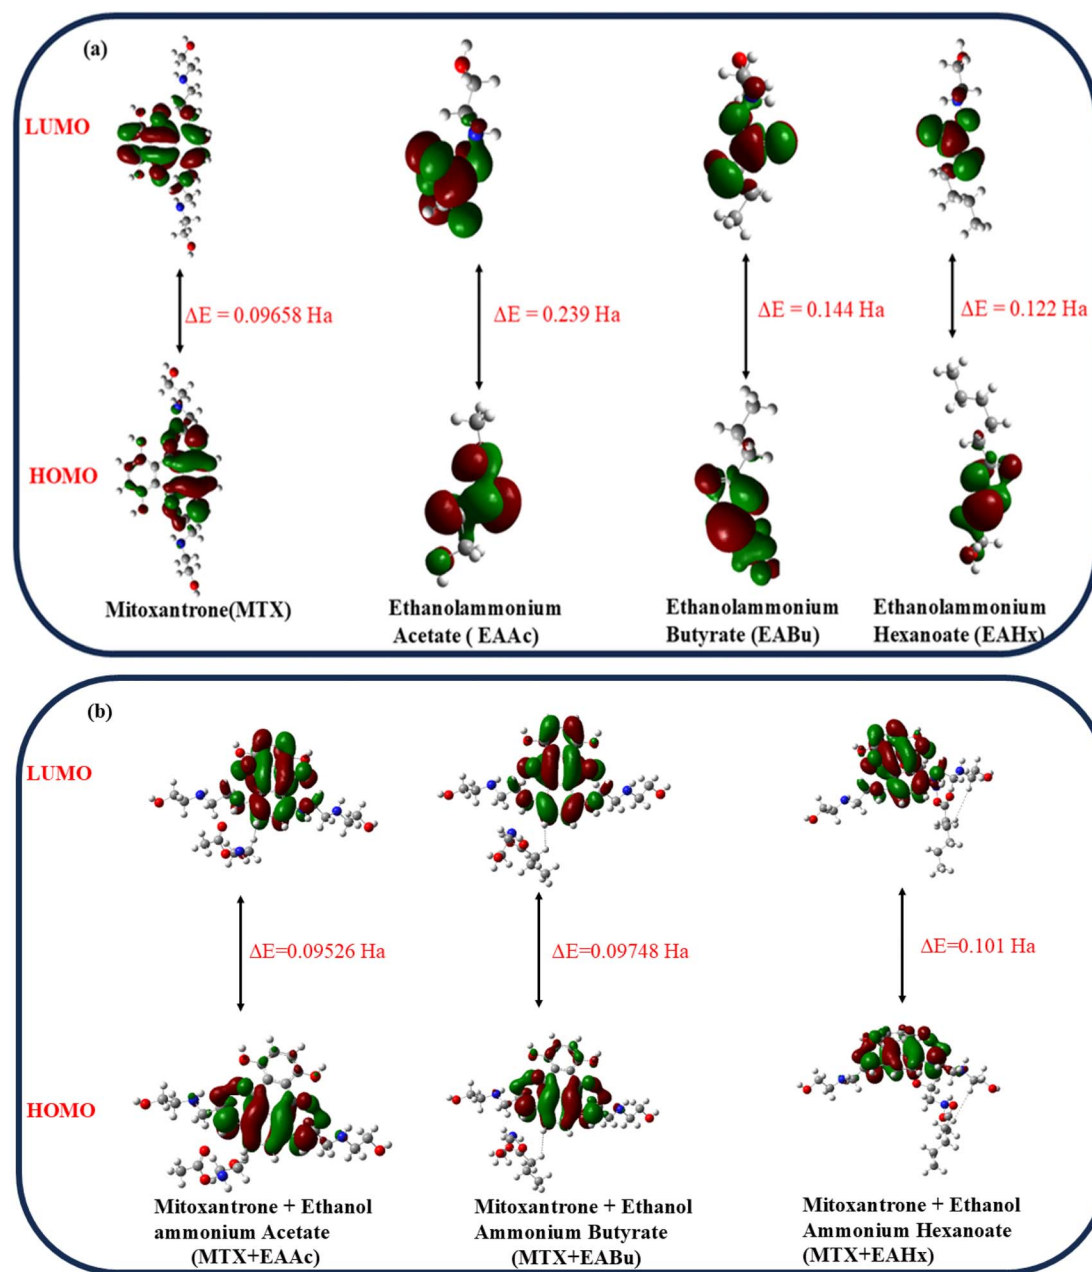 (a)
LUMO
ΔE = 0.09658 Ha
ΔE = 0.239 Ha
ΔE = 0.144 Ha
ΔE = 0.122 Ha
HOMO
Mitoxantrone(MTX)
Ethanolammonium
Acetate ( EAAc)
Ethanolammonium
Butyrate (EABu)
Ethanolammonium
Hexanoate (EAHx)
(b)
LUMO
ΔE=0.09526 Ha
ΔE=0.09748 Ha
ΔE=0.101 Ha
HOMO
Mitoxantrone + Ethanol
ammonium Acetate
(MTX+EAAc)
Mitoxantrone + Ethanol
Ammonium Butyrate
(MTX+EABu)
Mitoxantrone + Ethanol
Ammonium Hexanoate
(MTX+EAHx)